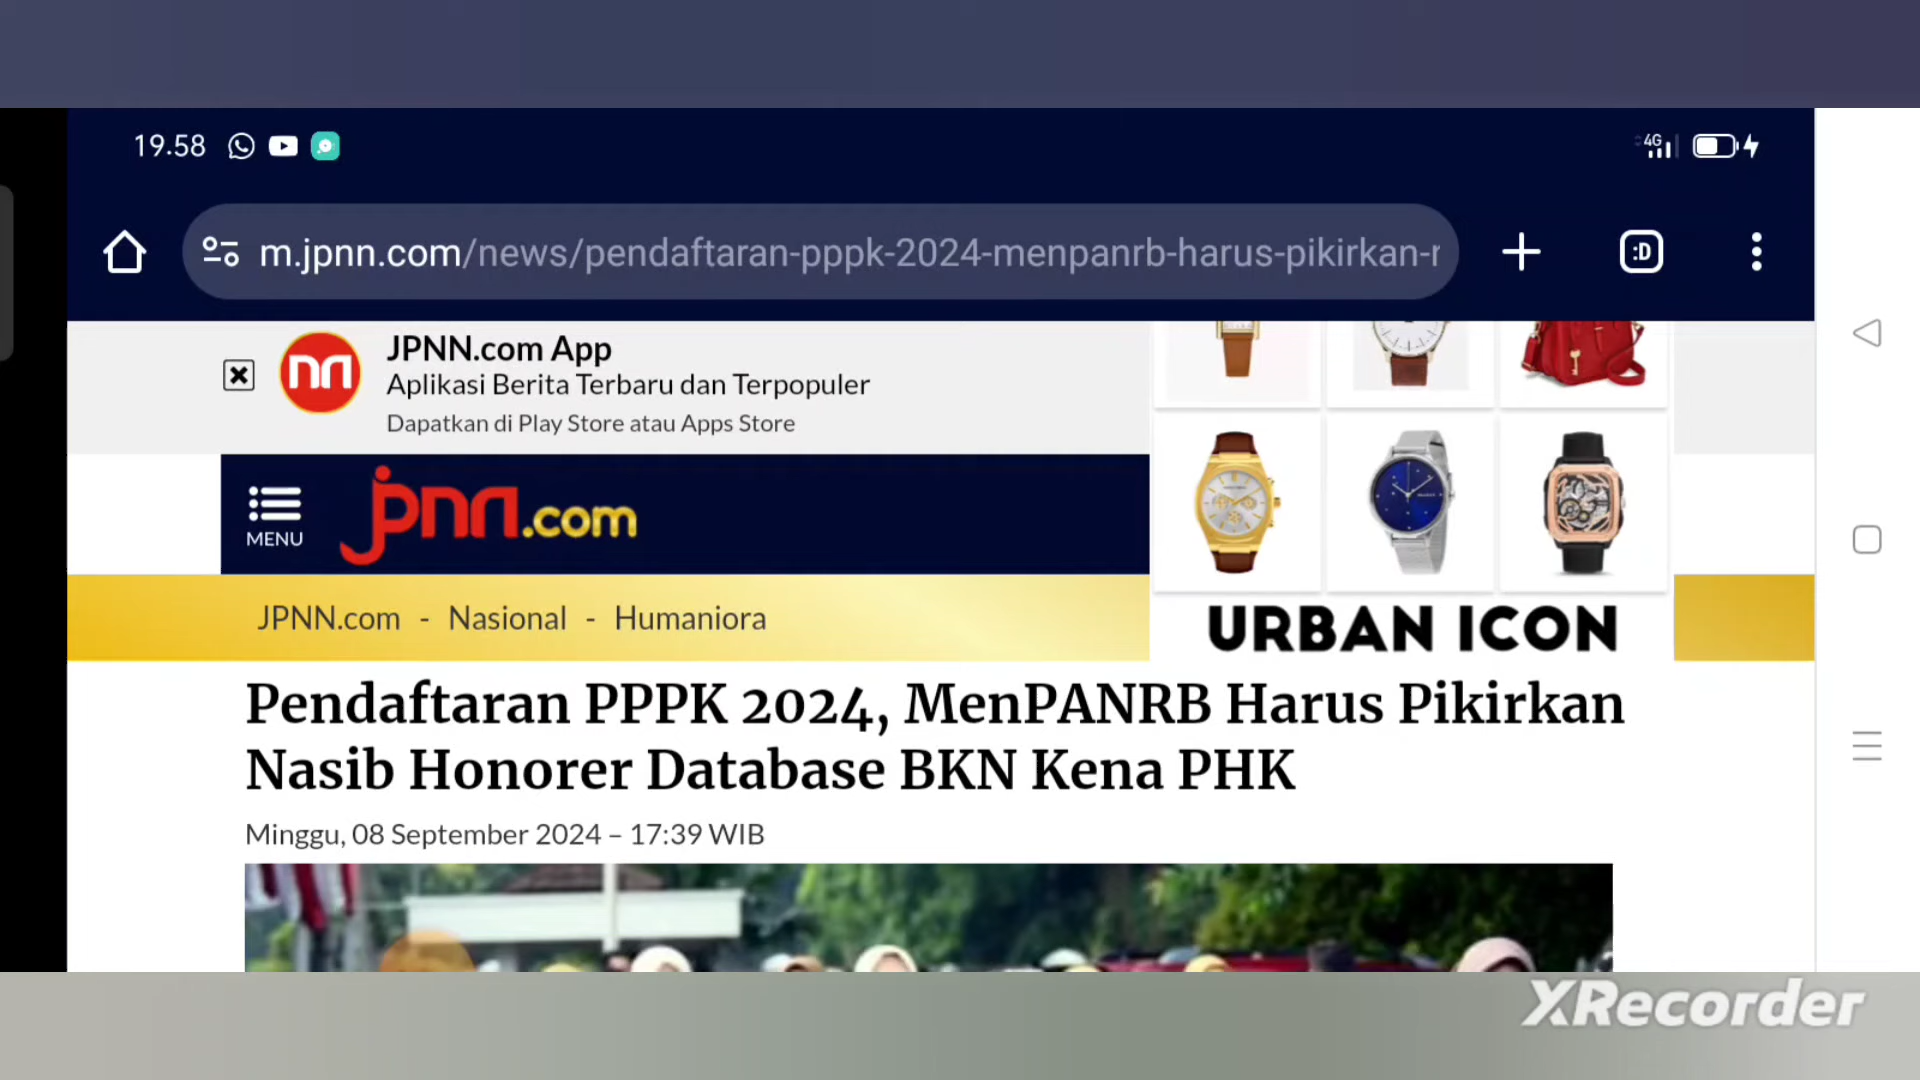 19.58
4G
m.jpnn.com/news/pendaftaran-pppk-2024-menpanrb-harus-pikirkan-r
:D
JPNN.com App
Aplikasi Berita Terbaru dan Terpopuler
Dapatkan di Play Store atau Apps Store
MENU
jpnn.com
JPNN.com - Nasional - Humaniora
URBAN ICON
Pendaftaran PPPK 2024, MenPANRB Harus Pikirkan
Nasib Honorer Database BKN Kena PHK
Minggu, 08 September 2024 – 17:39 WIB
XRecorder